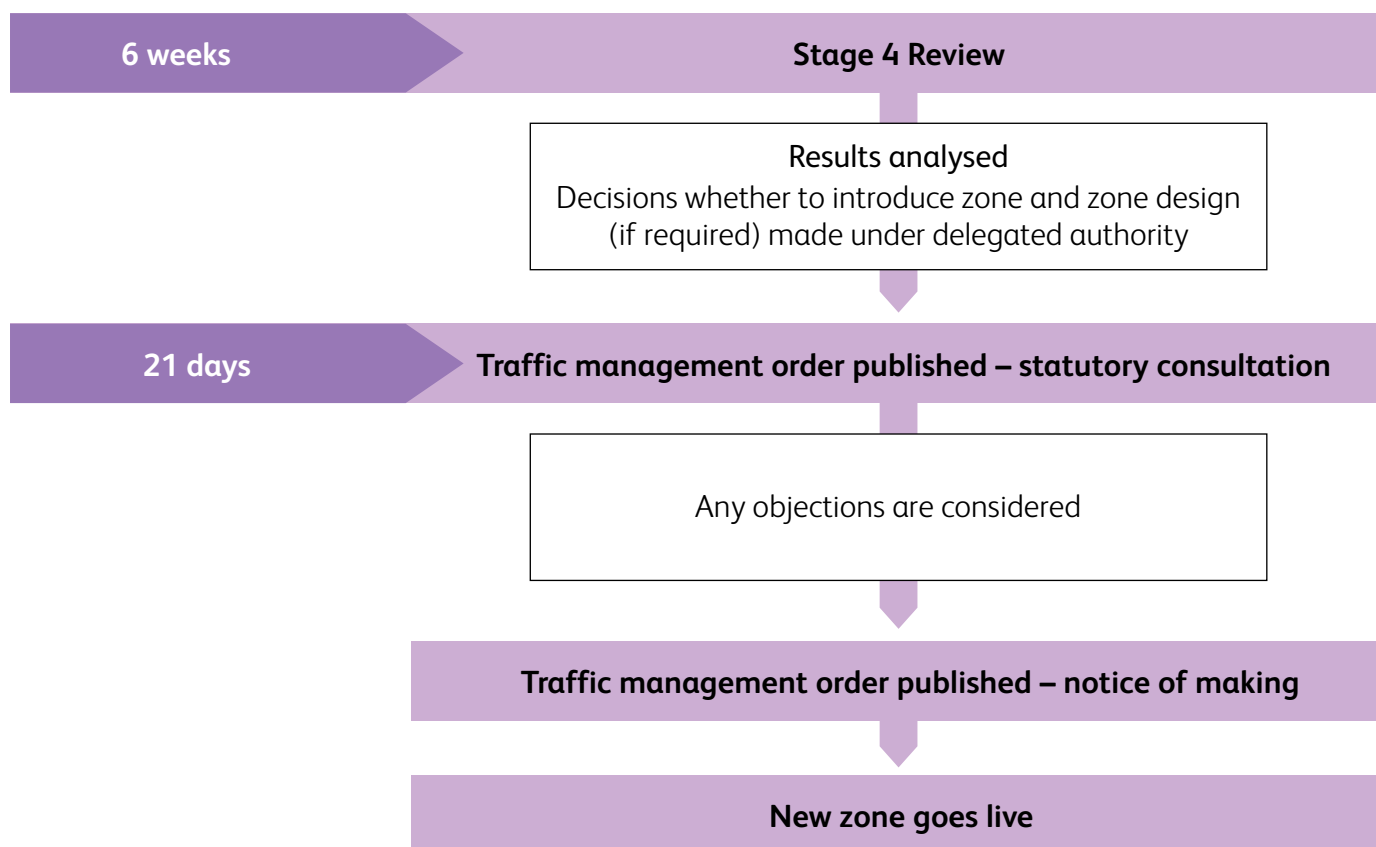 6 weeks
Stage 4 Review
Results analysed
Decisions whether to introduce zone and zone design
(if required) made under delegated authority
21 days
Traffic management order published – statutory consultation
Any objections are considered
Traffic management order published – notice of making
New zone goes live